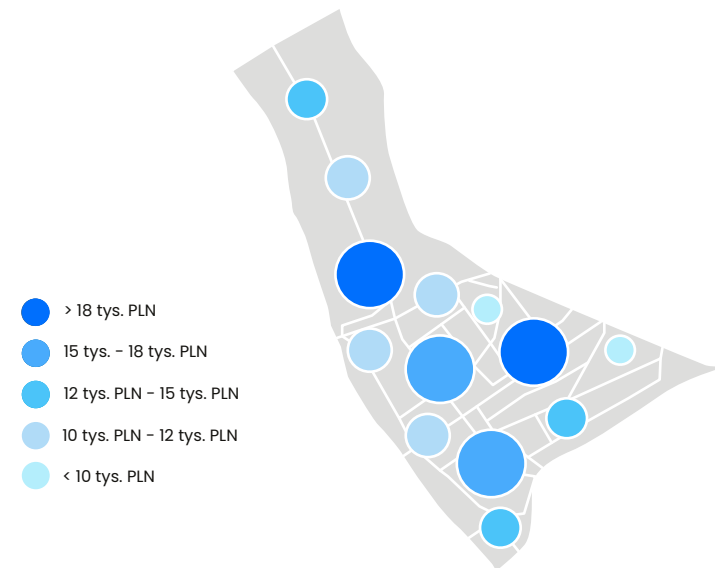 > 18 tys. PLN
15 tys. - 18 tys. PLN
12 tys. PLN - 15 tys. PLN
10 tys. PLN - 12 tys. PLN
< 10 tys. PLN